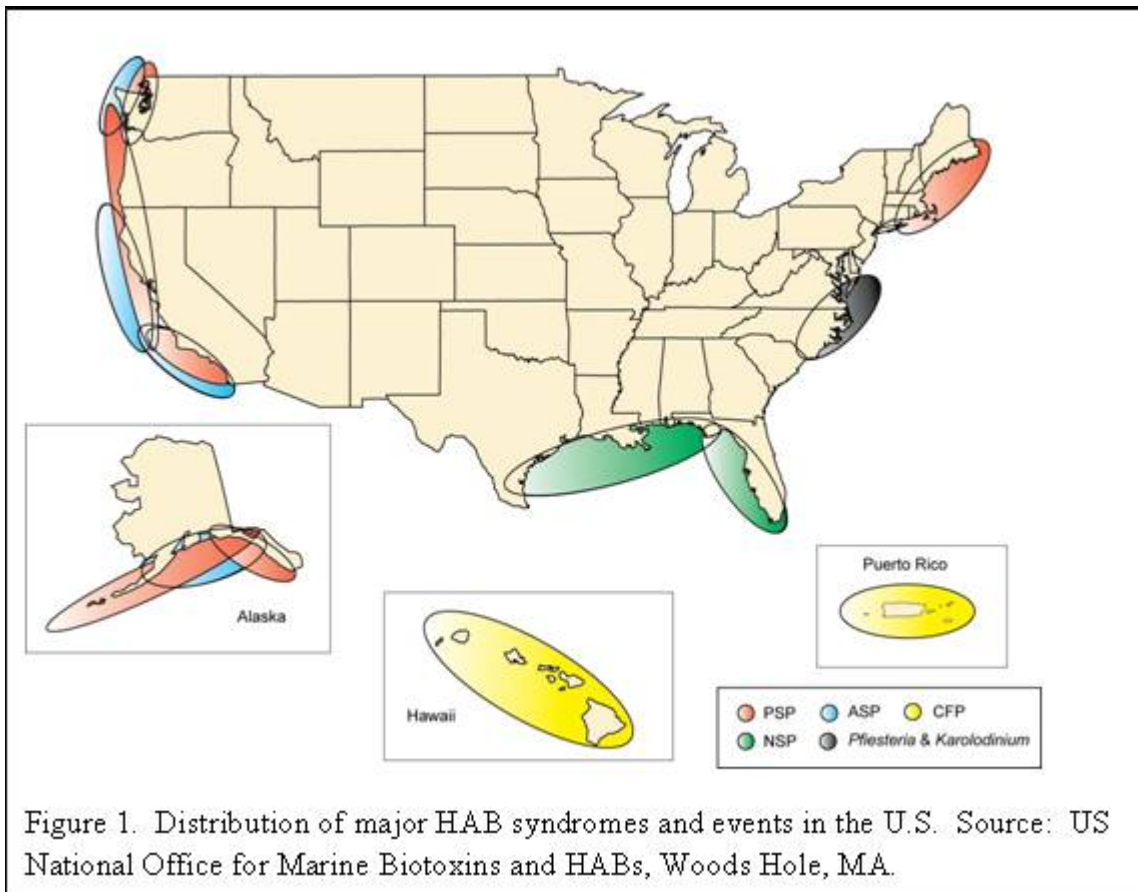 Alaska
Hawaii
Puerto Rico
PSP ASP CFP
NSP Pfiesteria & Karolodinium
Figure 1. Distribution of major HAB syndromes and events in the U.S. Source: US
National Office for Marine Biotoxins and HABs, Woods Hole, MA.